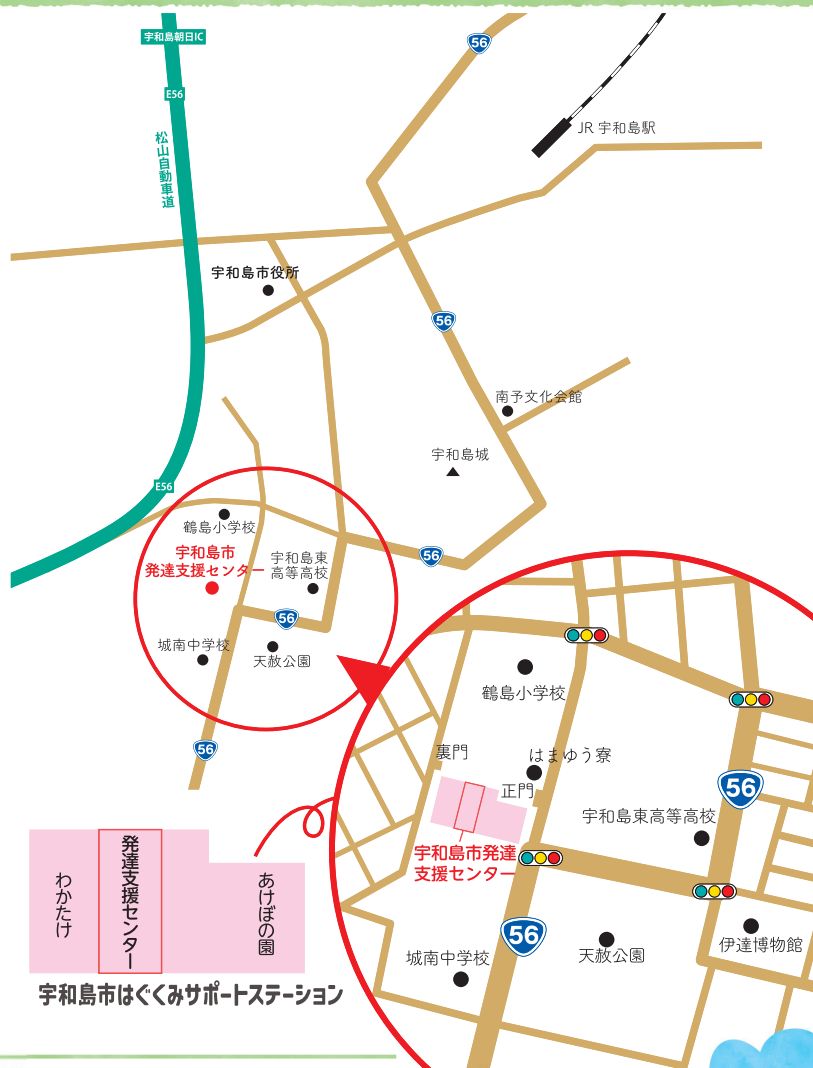 宇和島朝日IC
56
E56
JR 宇和島駅
松山自動車道
宇和島市役所
56
南予文化会館
宇和島城
E56
鶴島小学校
宇和島市
発達支援センター
宇和島東
高等高校
56
56
城南中学校
天赦公園
56
鶴島小学校
裏門
はまゆう寮
正門
56
宇和島東高等高校
宇和島市発達
支援センター
56
伊達博物館
天赦公園
城南中学校
わかたけ
発達支援センター
あけぼの園
宇和島市はぐくみサポートステーション